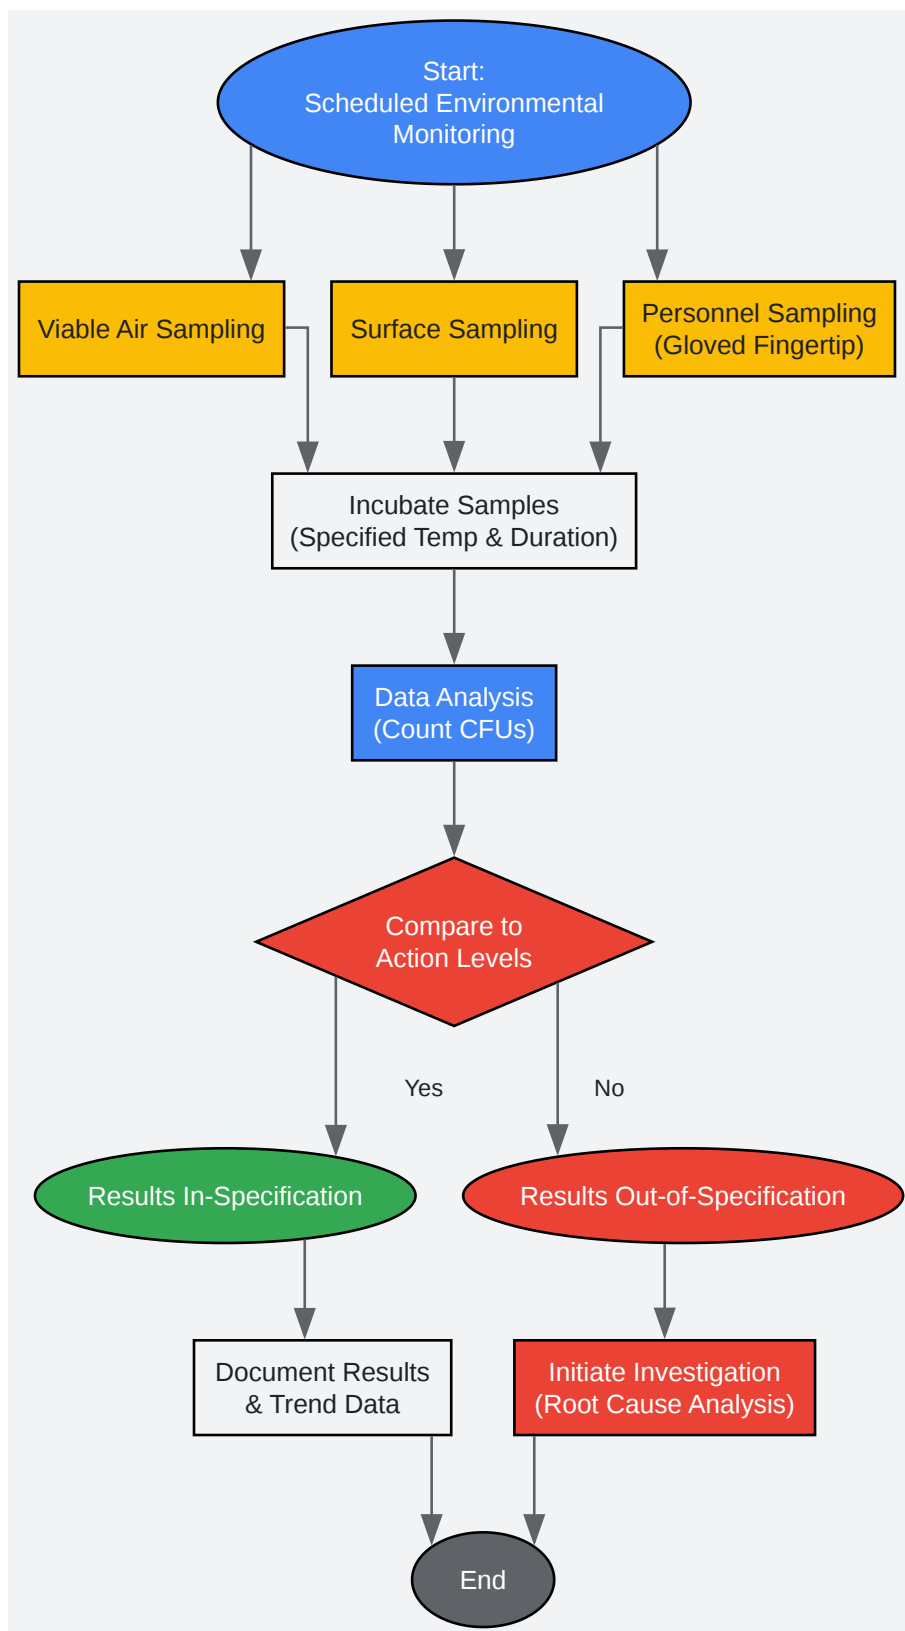 Start:
Scheduled Environmental
Monitoring
Viable Air Sampling
Surface Sampling
Personnel Sampling
(Gloved Fingertip)
Incubate Samples
(Specified Temp & Duration)
Data Analysis
(Count CFUs)
Compare to
Action Levels
Yes
No
Results In-Specification
Results Out-of-Specification
Document Results
& Trend Data
Initiate Investigation
(Root Cause Analysis)
End